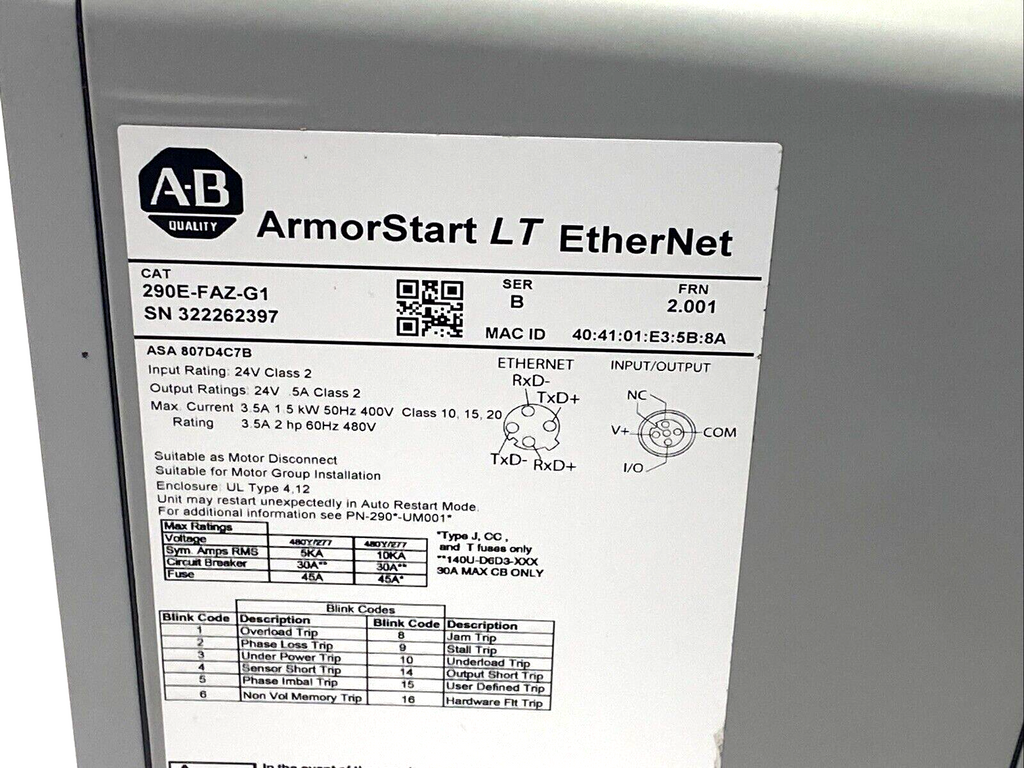 A·B
QUALITY
ArmorStart LT EtherNet
CAT
290E-FAZ-G1
SN 322262397
SER
B
FRN
2.001
MAC ID 40:41:01:E3:5B:8A
ASA 807D4C7B
Input Rating: 24V Class 2
Output Ratings: 24V .5A Class 2
Max. Current 3.5A 1.5 kW 50Hz 400V Class 10, 15, 20
Rating 3.5A 2 hp 60Hz 480V
ETHERNET
RxD-
TxD+
TxD- RxD+
INPUT/OUTPUT
NC
V+ COM
I/O
Suitable as Motor Disconnect
Suitable for Motor Group Installation
Enclosure: UL Type 4,12
Unit may restart unexpectedly in Auto Restart Mode.
For additional information see PN-290*-UM001*
Max Ratings
Voltage 480Y/277 480Y/277
Sym. Amps RMS 5KA 10KA
Circuit Breaker 30A** 30A**
Fuse 45A 45A*
*Type J, CC,
and T fuses only
**140U-D6D3-XXX
30A MAX CB ONLY
Blink Codes
Blink Code Description Blink Code Description
1 Overload Trip 8 Jam Trip
2 Phase Loss Trip 9 Stall Trip
3 Under Power Trip 10 Underload Trip
4 Sensor Short Trip 14 Output Short Trip
5 Phase Imbal Trip 15 User Defined Trip
6 Non Vol Memory Trip 16 Hardware Flt Trip
In the event of the